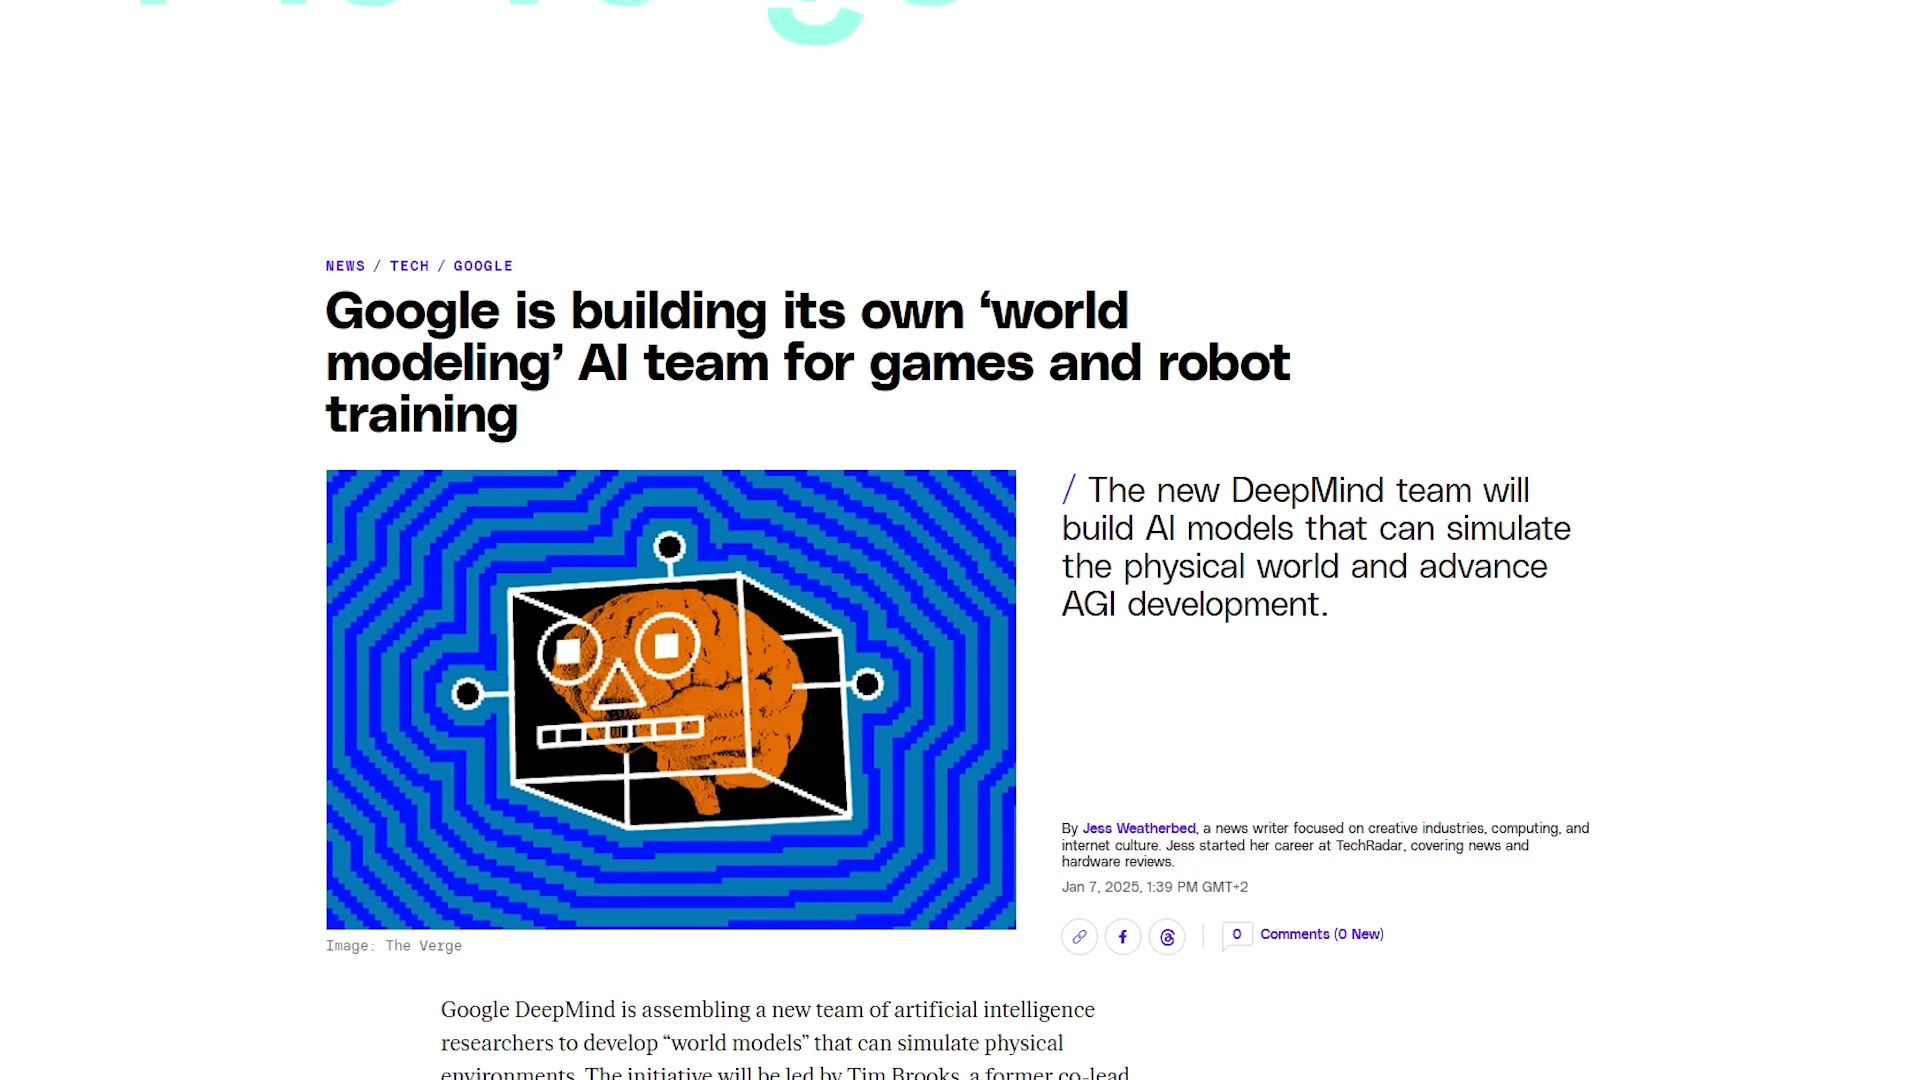 NEWS / TECH / GOOGLE
Google is building its own ‘world
modeling’ AI team for games and robot
training
/ The new DeepMind team will
build AI models that can simulate
the physical world and advance
AGI development.
By Jess Weatherbed, a news writer focused on creative industries, computing, and
internet culture. Jess started her career at TechRadar, covering news and
hardware reviews.
Jan 7, 2025, 1:39 PM GMT+2
0 Comments (0 New)
Image: The Verge
Google DeepMind is assembling a new team of artificial intelligence
researchers to develop “world models” that can simulate physical
environments. The initiative will be led by Tim Brooks, a former co-lead